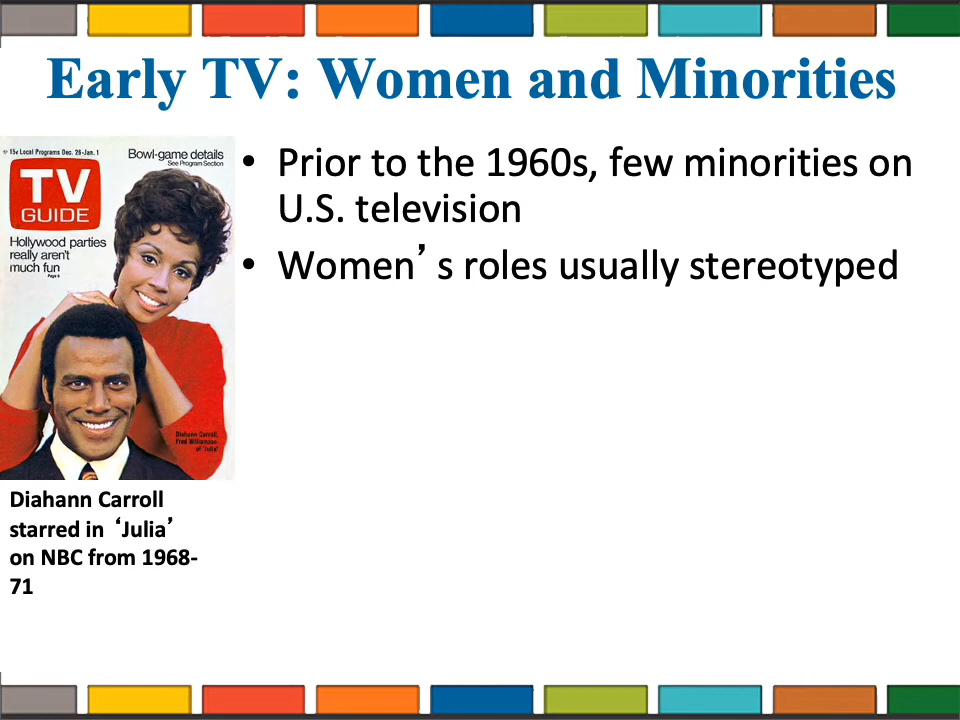 Early TV: Women and Minorities
15¢ Local Programs Dec. 26-Jan. 1
Bowl-game details
See Program Section
TV
GUIDE
Hollywood parties
really aren't
much fun
Page 6
Diahann Carroll,
Fred Williamson
of 'Julia'
• Prior to the 1960s, few minorities on
U.S. television
• Women’s roles usually stereotyped
Diahann Carroll
starred in ‘Julia’
on NBC from 1968-
71